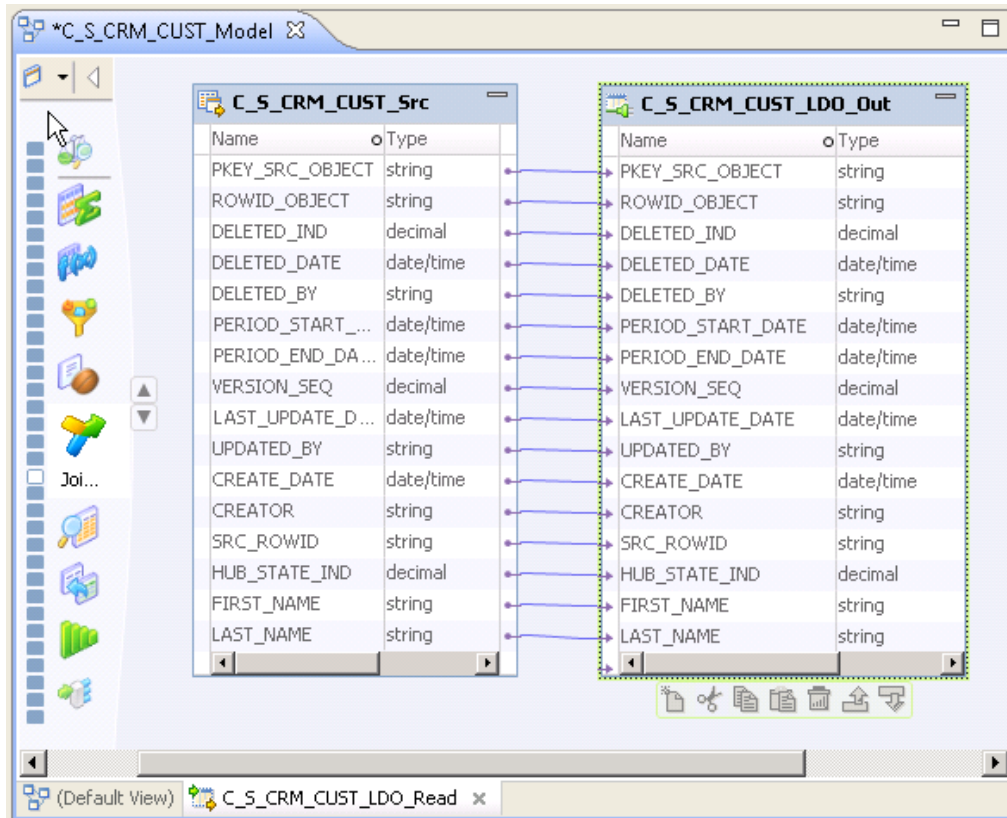 *C_S_CRM_CUST_Model
C_S_CRM_CUST_Src
Name Type
PKEY_SRC_OBJECT string
ROWID_OBJECT string
DELETED_IND decimal
DELETED_DATE date/time
DELETED_BY string
PERIOD_START_... date/time
PERIOD_END_DA... date/time
VERSION_SEQ decimal
LAST_UPDATE_D... date/time
UPDATED_BY string
CREATE_DATE date/time
CREATOR string
SRC_ROWID string
HUB_STATE_IND decimal
FIRST_NAME string
LAST_NAME string
C_S_CRM_CUST_LDO_Out
Name Type
PKEY_SRC_OBJECT string
ROWID_OBJECT string
DELETED_IND decimal
DELETED_DATE date/time
DELETED_BY string
PERIOD_START_DATE date/time
PERIOD_END_DATE date/time
VERSION_SEQ decimal
LAST_UPDATE_DATE date/time
UPDATED_BY string
CREATE_DATE date/time
CREATOR string
SRC_ROWID string
HUB_STATE_IND decimal
FIRST_NAME string
LAST_NAME string
f(x)
Joi...
(Default View) C_S_CRM_CUST_LDO_Read